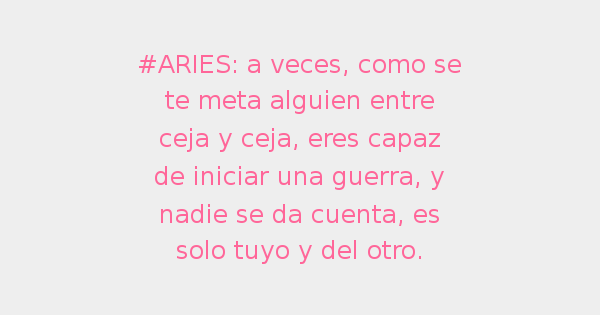 #ARIES: a veces, como se
te meta alguien entre
ceja y ceja, eres capaz
de iniciar una guerra, y
nadie se da cuenta, es
solo tuyo y del otro.